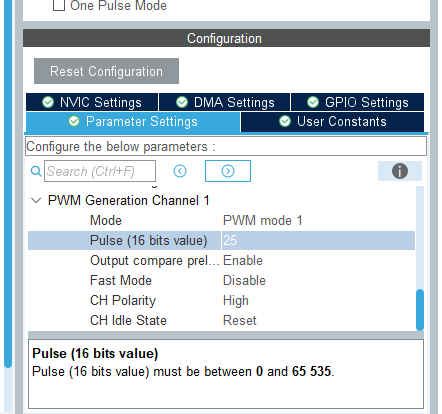 One Pulse Mode
Configuration
Reset Configuration
NVIC Settings DMA Settings GPIO Settings
Parameter Settings User Constants
Configure the below parameters :
Search (Ctrl+F)
PWM Generation Channel 1
Mode PWM mode 1
Pulse (16 bits value) 25
Output compare prel... Enable
Fast Mode Disable
CH Polarity High
CH Idle State Reset
Pulse (16 bits value)
Pulse (16 bits value) must be between 0 and 65 535.